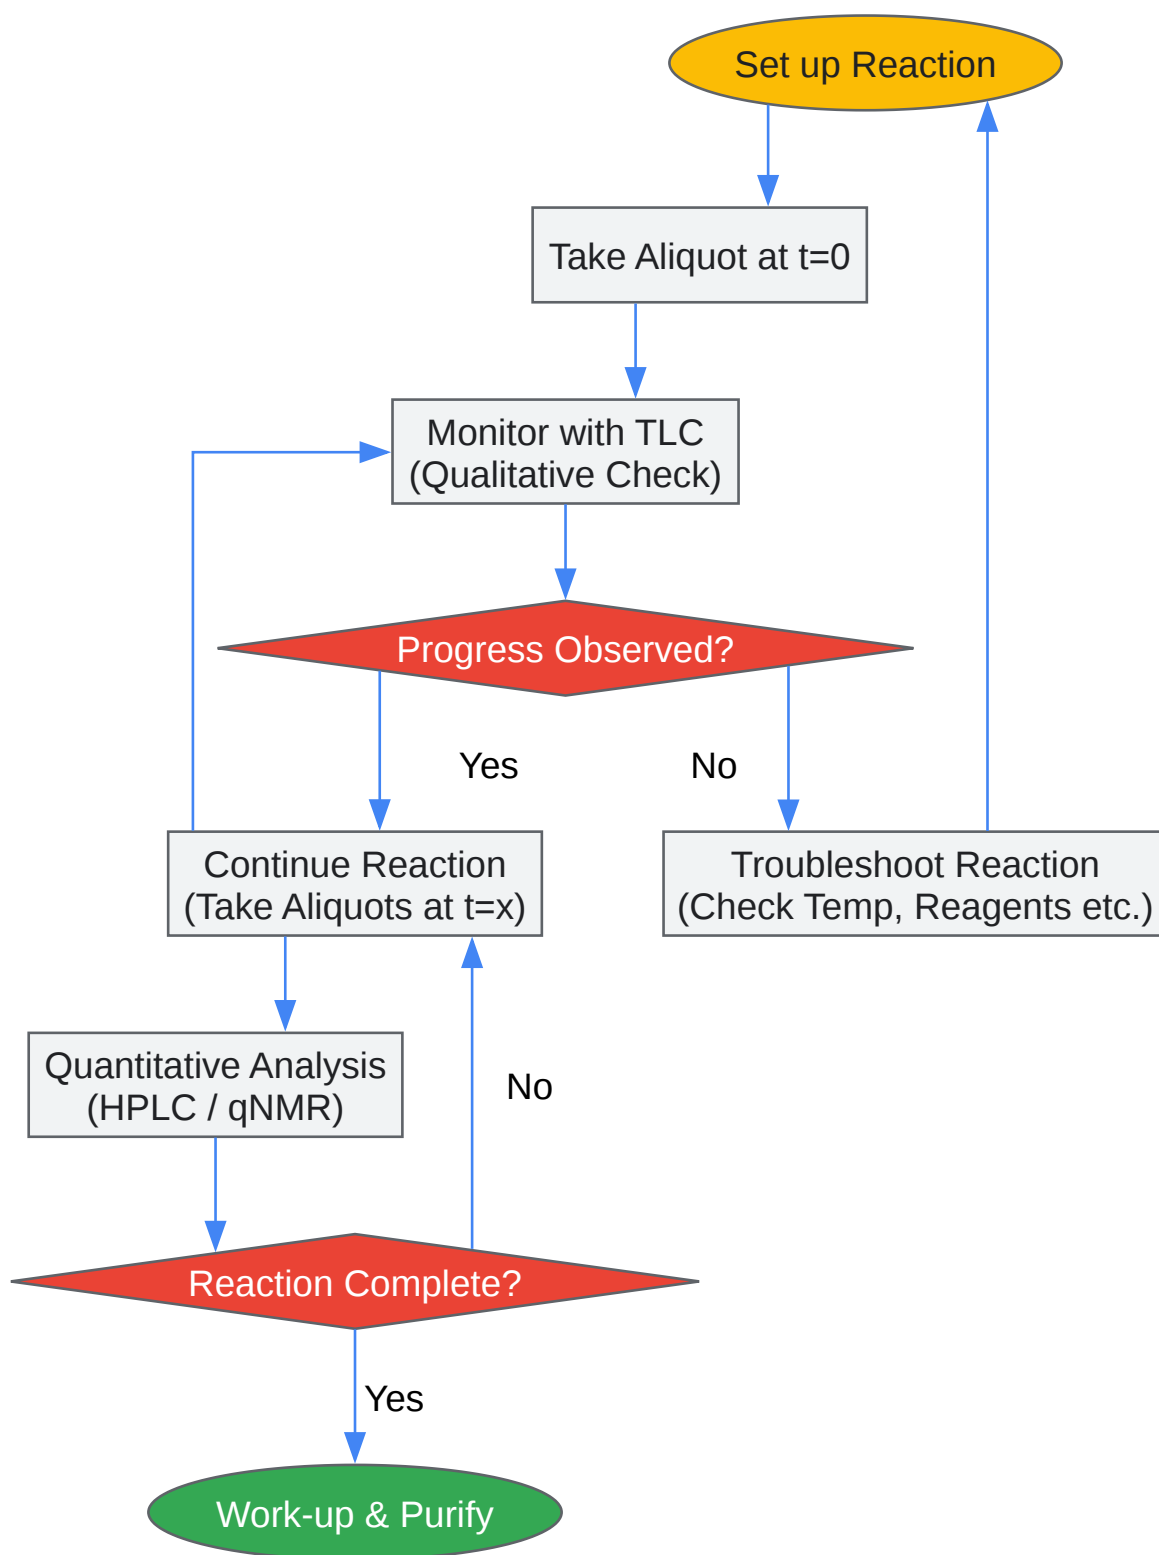 Set up Reaction
Take Aliquot at t=0
Monitor with TLC
(Qualitative Check)
Progress Observed?
Yes
No
Continue Reaction
(Take Aliquots at t=x)
Troubleshoot Reaction
(Check Temp, Reagents etc.)
Quantitative Analysis
(HPLC / qNMR)
No
Reaction Complete?
Yes
Work-up & Purify